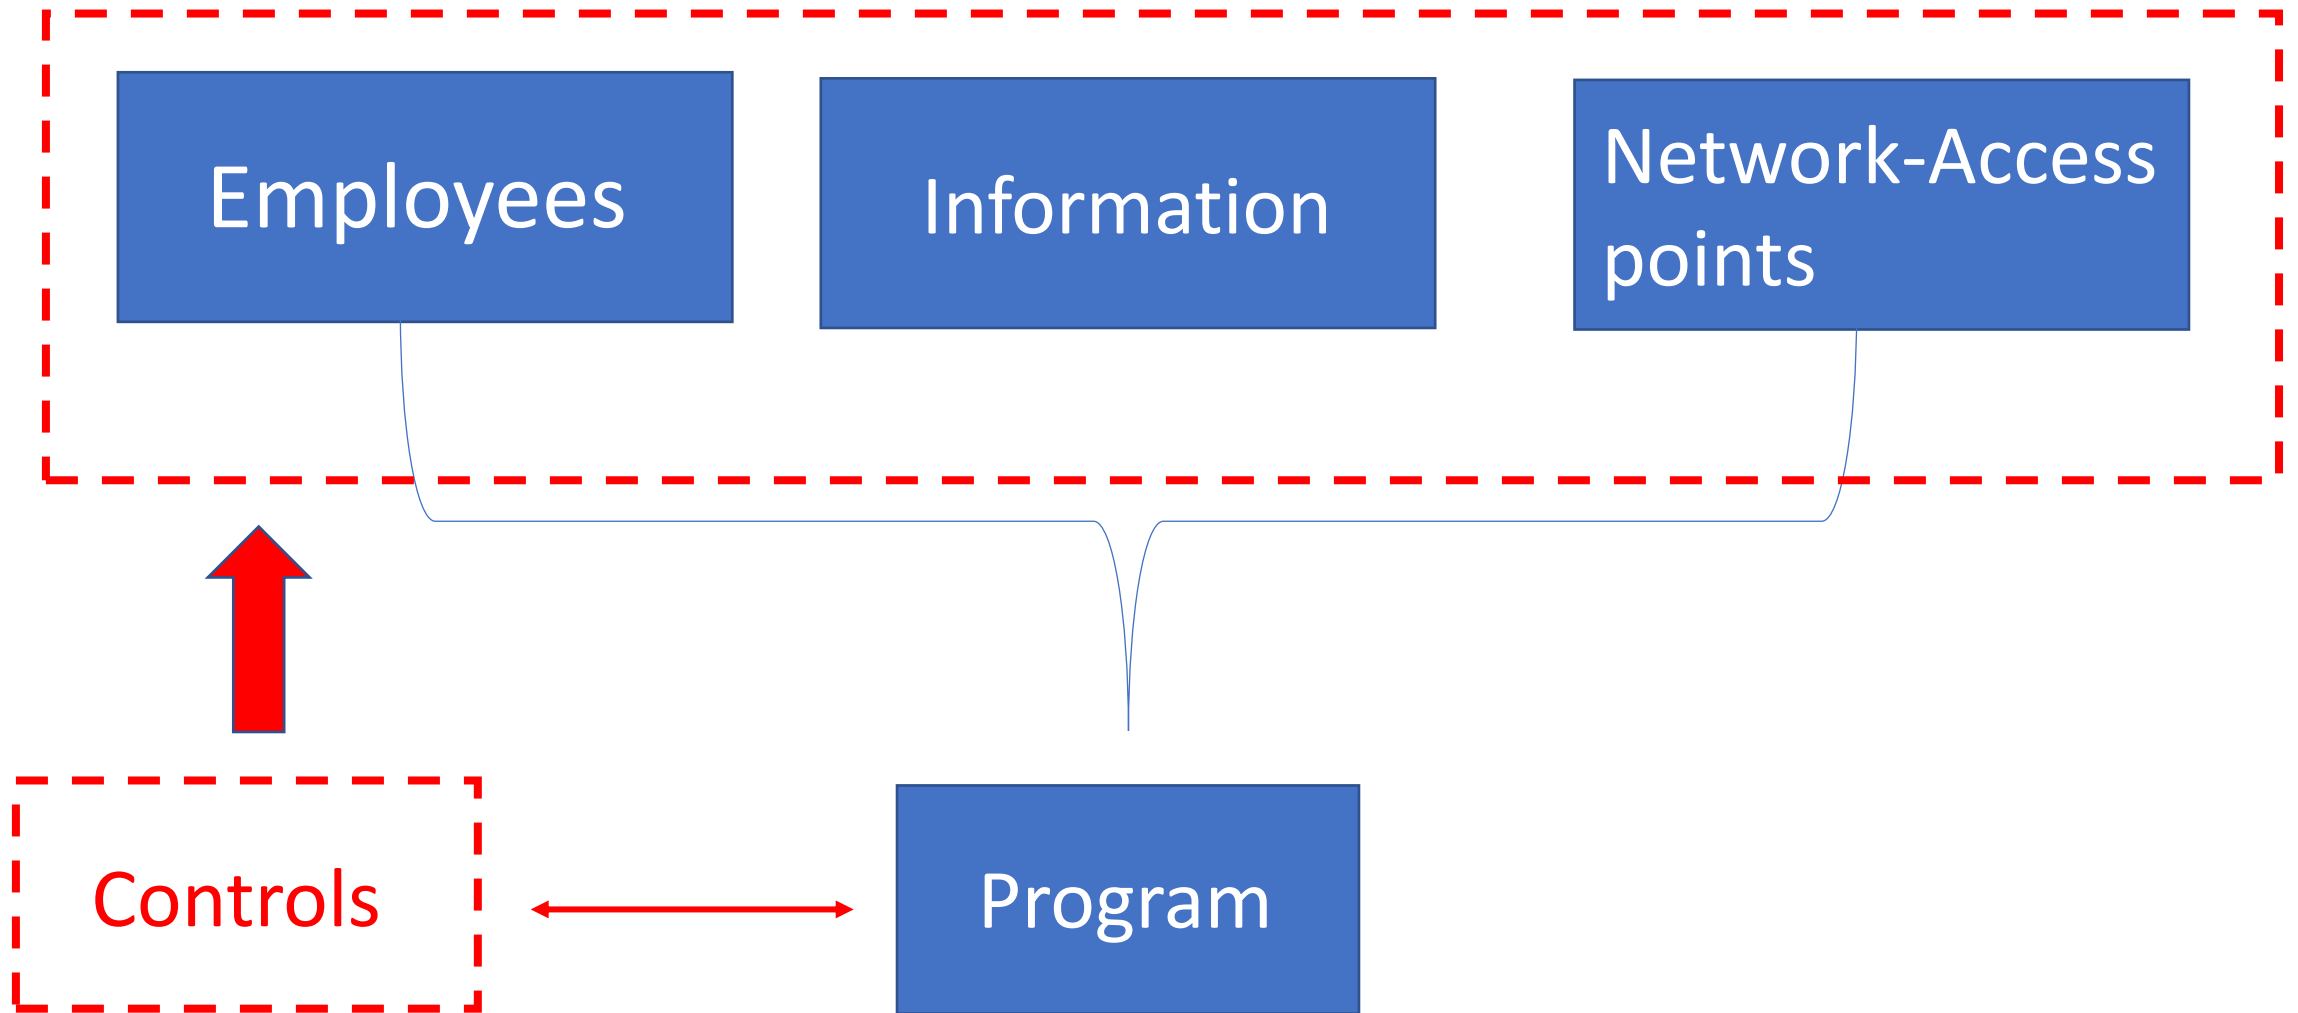 Employees
Information
Network-Access
points
Controls
Program